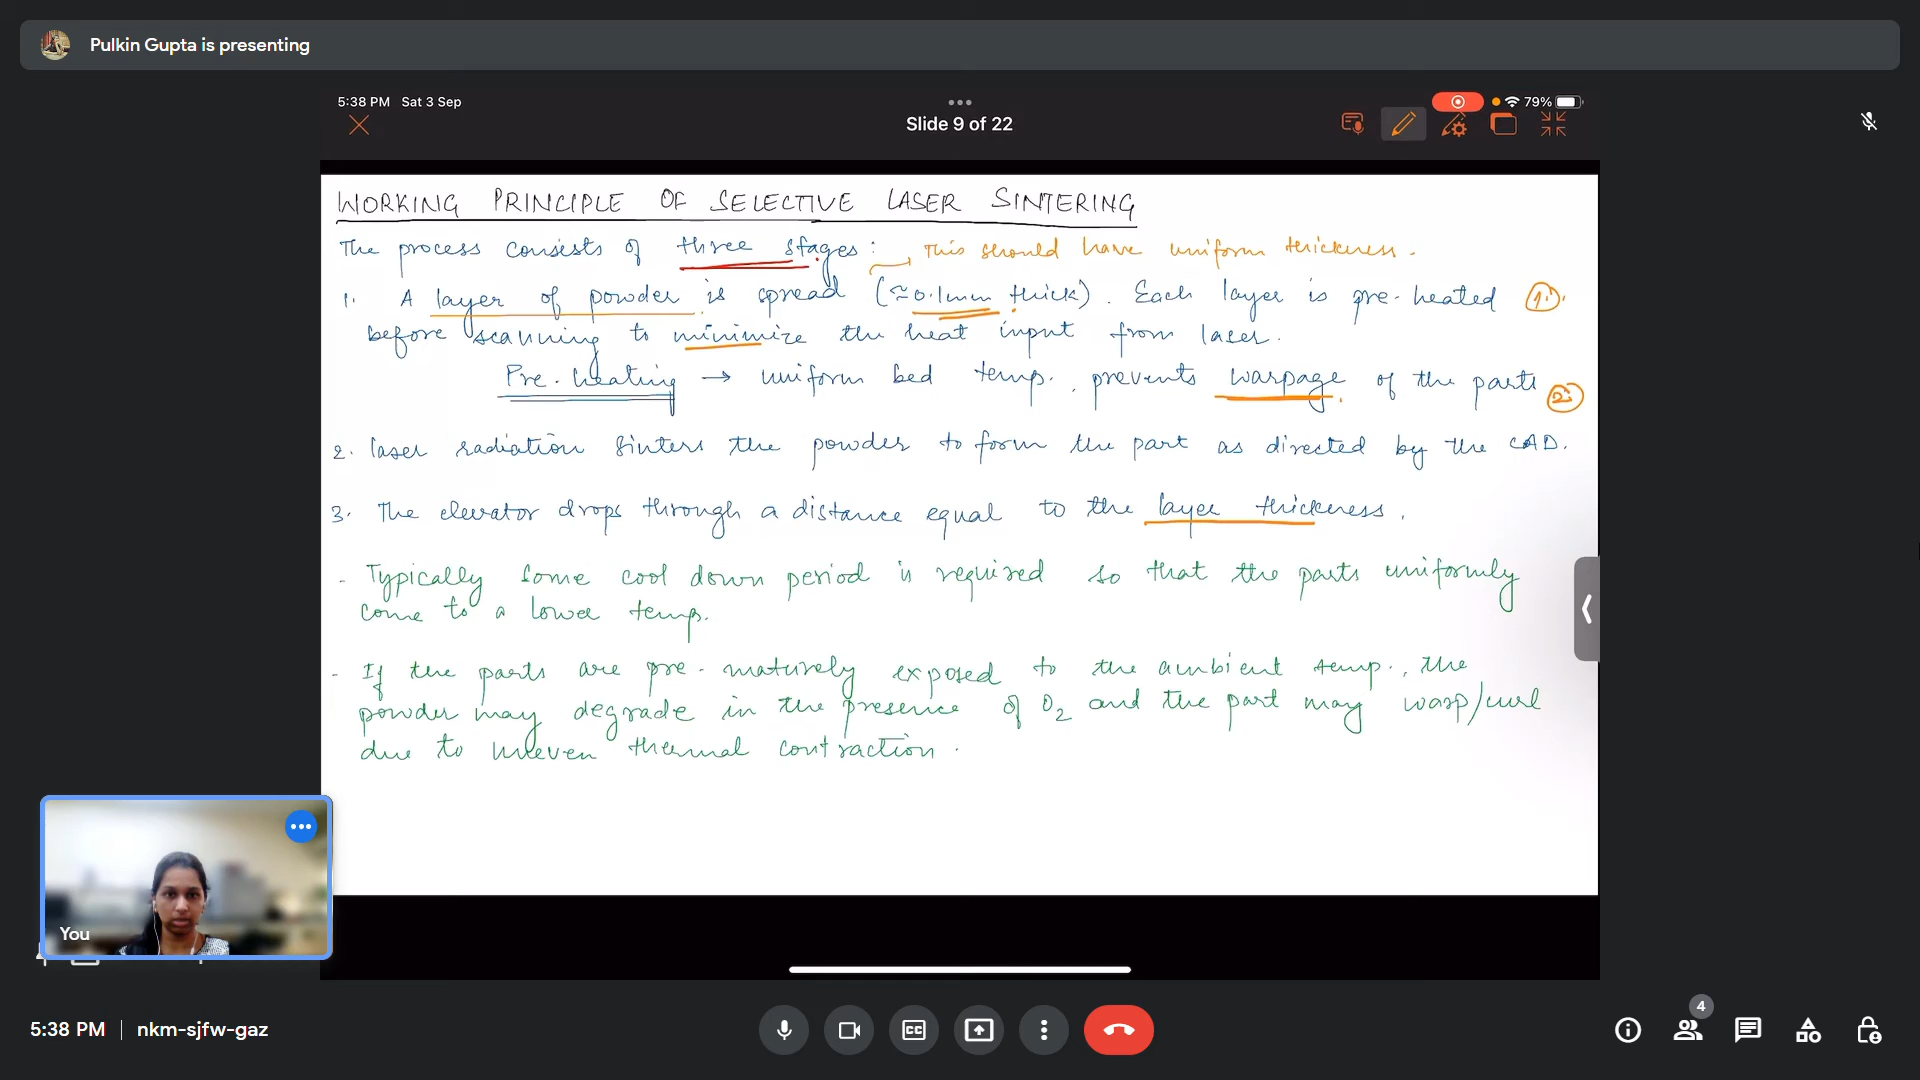 Pulkin Gupta is presenting
5:38 PM Sat 3 Sep
79%
Slide 9 of 22
WORKING PRINCIPLE OF SELECTIVE LASER SINTERING
The process consists of three stages : This should have uniform thickness.
1. A layer of powder is spread (≈0.1mm thick). Each layer is pre-heated 1.
before scanning to minimize the heat input from laser.
Pre-heating → uniform bed temp., prevents warpage of the parts 2.
2. laser radiation sinters the powder to form the part as directed by the CAD.
3. The elevator drops through a distance equal to the layer thickness.
- Typically some cool down period is required so that the parts uniformly
come to a lower temp.
- If the parts are pre-maturely exposed to the ambient temp., the
powder may degrade in the presence of O2 and the part may warp/curl
due to uneven thermal contraction.
You
5:38 PM | nkm-sjfw-gaz
CC
4